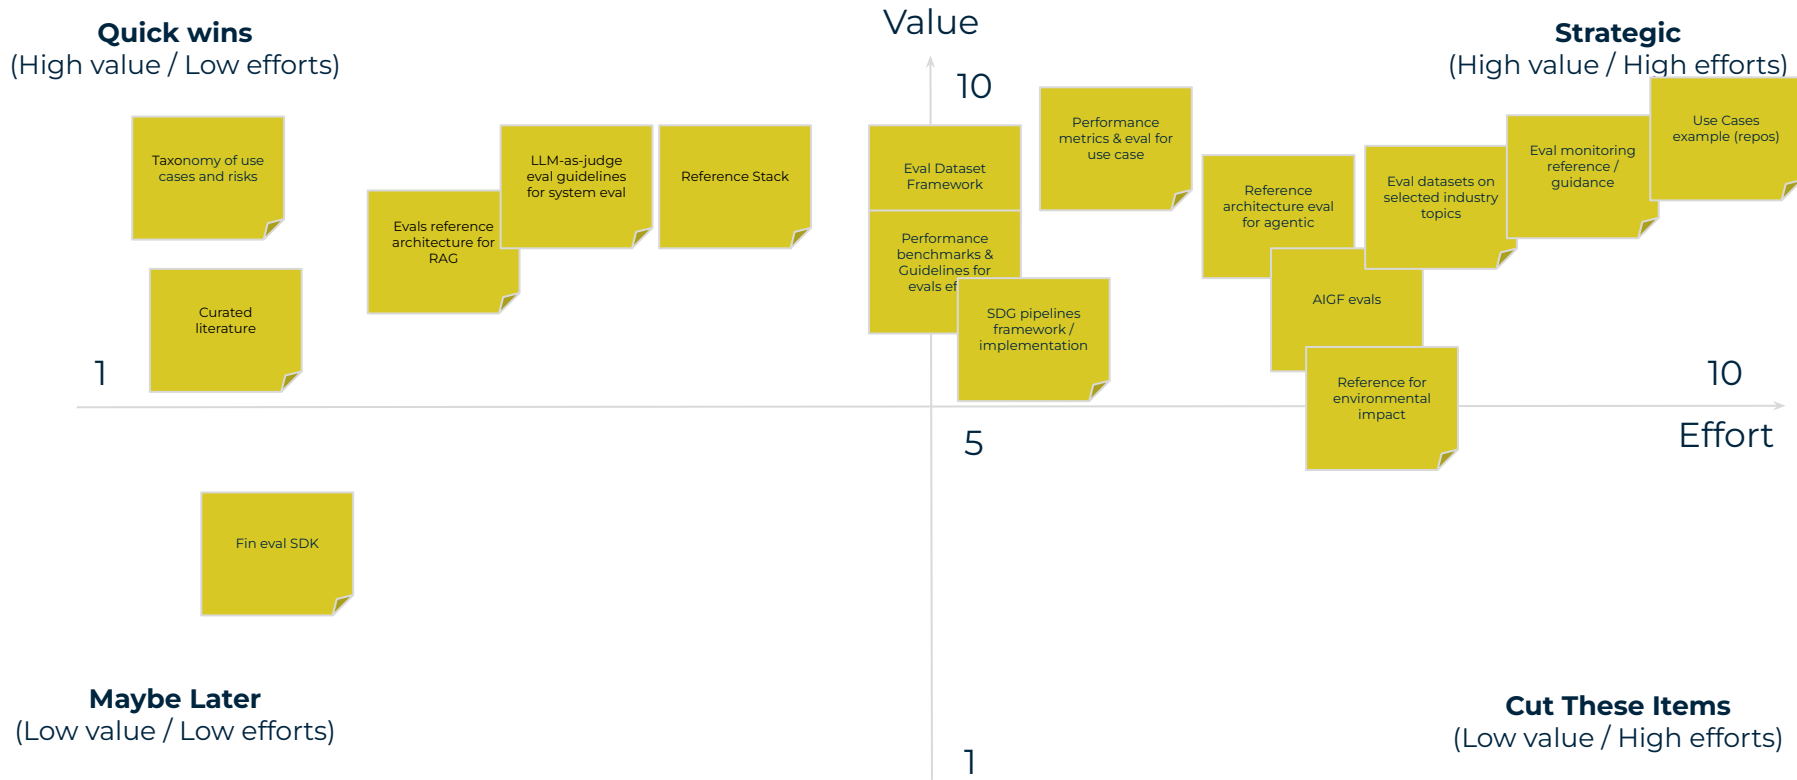 Quick wins
(High value / Low efforts)
Value
Strategic
(High value / High efforts)
10
Taxonomy of use
cases and risks
Curated
literature
Evals reference
architecture for
RAG
LLM-as-judge
eval guidelines
for system eval
Reference Stack
Eval Dataset
Framework
Performance
benchmarks &
Guidelines for
evals
SDG pipelines
framework /
implementation
Performance
metrics & eval for
use case
Reference
architecture eval
for agentic
AIGF evals
Reference for
environmental
impact
Eval datasets on
selected industry
topics
Eval monitoring
reference /
guidance
Use Cases
example (repos)
1
10
5
Effort
Fin eval SDK
Maybe Later
(Low value / Low efforts)
Cut These Items
(Low value / High efforts)
1